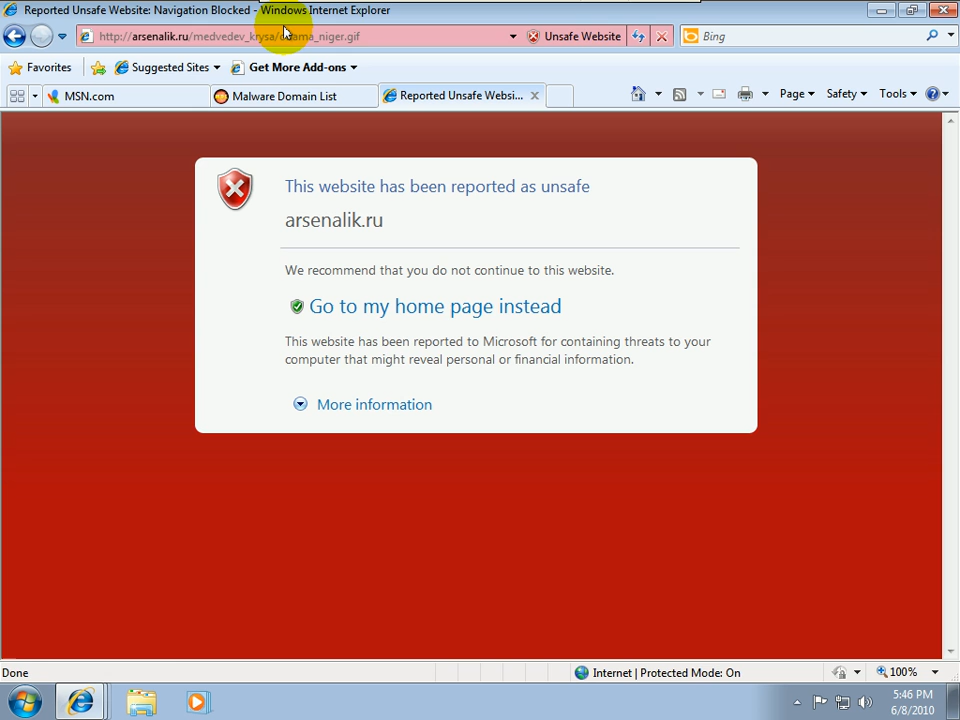 Reported Unsafe Website: Navigation Blocked - Windows Internet Explorer
http://arsenalik.ru/medvedev_krysa/ niger.gif
Unsafe Website
Bing
Favorites
Suggested Sites
Get More Add-ons
MSN.com
Malware Domain List
Reported Unsafe Websi...
Page
Safety
Tools
This website has been reported as unsafe
arsenalik.ru
We recommend that you do not continue to this website.
Go to my home page instead
This website has been reported to Microsoft for containing threats to your
computer that might reveal personal or financial information.
More information
Done
Internet | Protected Mode: On
100%
5:46 PM
6/8/2010